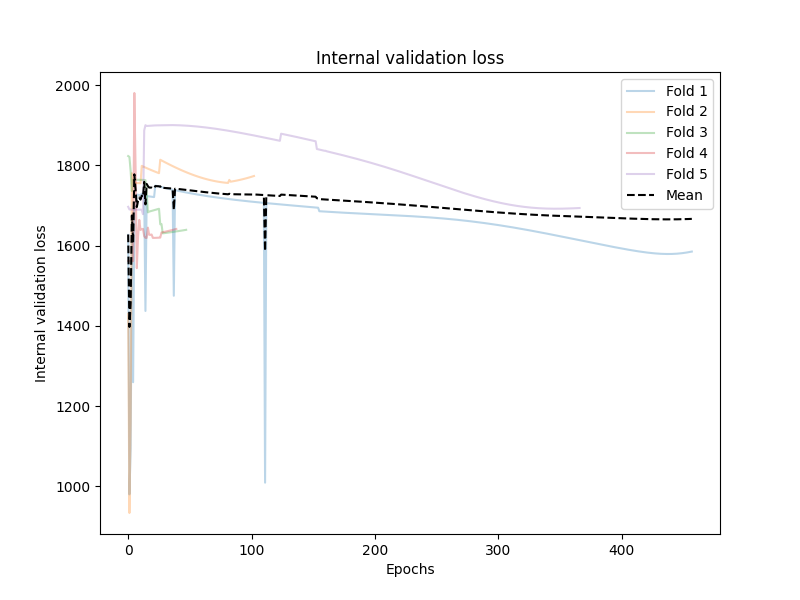 Internal validation loss
2000
1800
1600
1400
1200
1000
Internal validation loss
0
100
200
300
400
Epochs
Fold 1
Fold 2
Fold 3
Fold 4
Fold 5
Mean